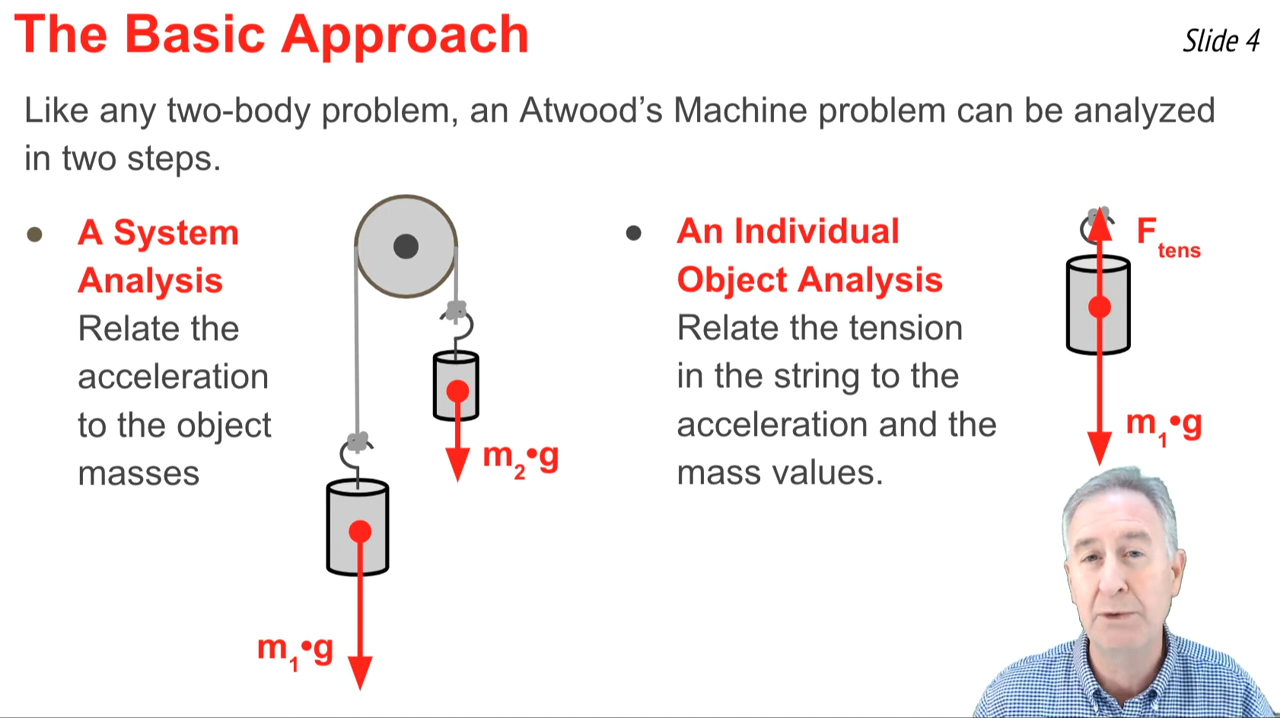 The Basic Approach
Slide 4
Like any two-body problem, an Atwood's Machine problem can be analyzed
in two steps.
● A System
Analysis
Relate the
acceleration
to the object
masses
m₂•g
m₁•g
● An Individual
Object Analysis
Relate the tension
in the string to the
acceleration and the
mass values.
F tens
m₁•g